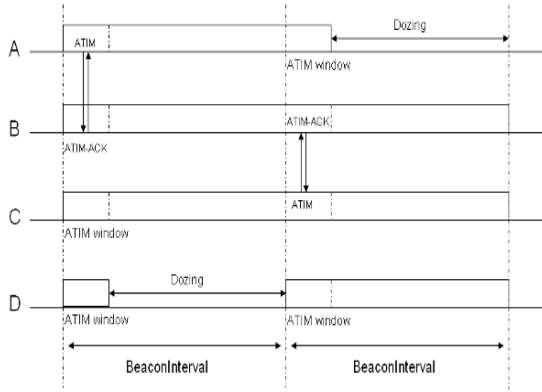 Dozing
A
ATIM
ATIM window
B
ATIM-ACK
ATIM-ACK
C
ATIM
ATIM window
Dozing
D
ATIM window
ATIM window
BeaconInterval
BeaconInterval